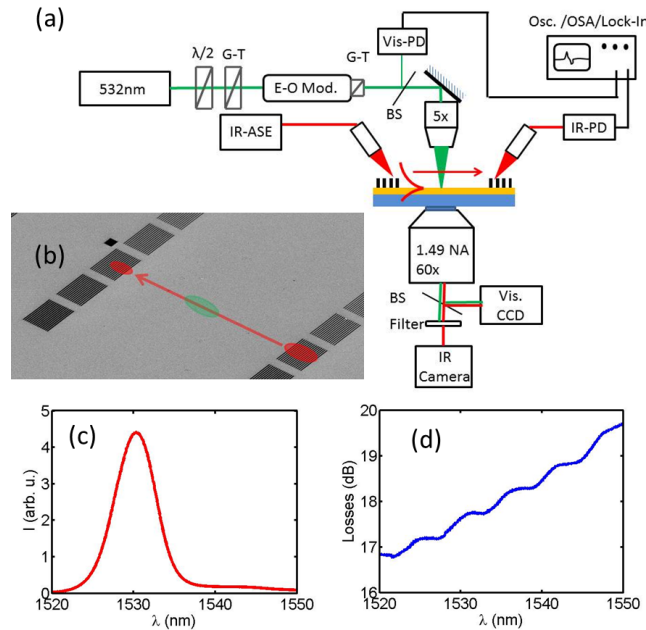 (a)
Osc. /OSA/Lock-In
Vis-PD
λ/2
G-T
G-T
532nm
E-O Mod.
BS
5x
IR-ASE
IR-PD
(b)
1.49 NA
60x
BS
Vis.
CCD
Filter
IR
Camera
(c)
5
4
3
2
1
0
I (arb. u.)
1520
1530
1540
1550
λ (nm)
(d)
20
19
18
17
16
Losses (dB)
1520
1530
1540
1550
λ (nm)